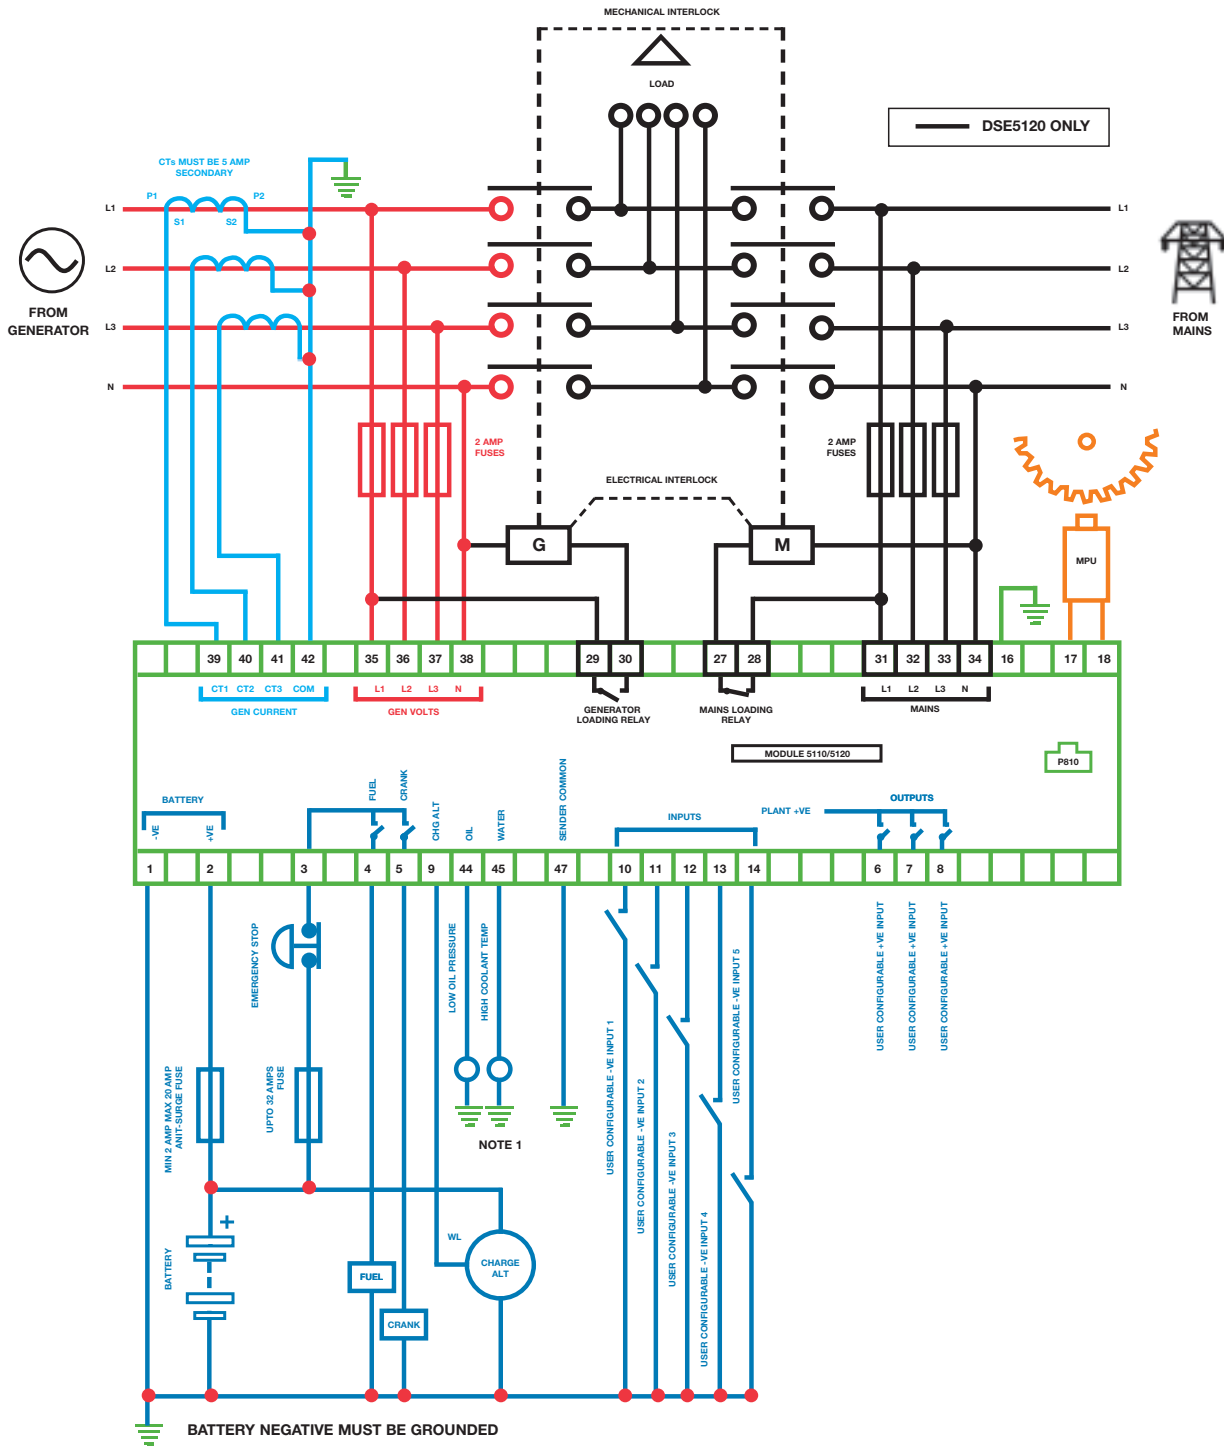 MECHANICAL INTERLOCK
LOAD
DSE5120 ONLY
CTs MUST BE 5 AMP
SECONDARY
P1 P2
S1 S2
L1 L1
L2 L2
L3 L3
N N
FROM
GENERATOR
FROM
MAINS
2 AMP
FUSES
2 AMP
FUSES
ELECTRICAL INTERLOCK
G M
MPU
39 40 41 42 35 36 37 38 29 30 27 28 31 32 33 34 16 17 18
CT1 CT2 CT3 COM
GEN CURRENT
L1 L2 L3 N
GEN VOLTS
GENERATOR
LOADING RELAY
MAINS LOADING
RELAY
L1 L2 L3 N
MAINS
MODULE 5110/5120
P810
BATTERY
-VE
+VE
FUEL
CRANK
CHG ALT
OIL
WATER
SENDER COMMON
INPUTS
PLANT +VE
OUTPUTS
1 2 3 4 5 9 44 45 47 10 11 12 13 14 6 7 8
EMERGENCY STOP
LOW OIL PRESSURE
HIGH COOLANT TEMP
USER CONFIGURABLE -VE INPUT 1
USER CONFIGURABLE -VE INPUT 2
USER CONFIGURABLE -VE INPUT 3
USER CONFIGURABLE -VE INPUT 4
USER CONFIGURABLE -VE INPUT 5
USER CONFIGURABLE +VE INPUT
USER CONFIGURABLE +VE INPUT
USER CONFIGURABLE +VE INPUT
MIN 2 AMP MAX 20 AMP
ANIT-SURGE FUSE
UPTO 32 AMPS
FUSE
NOTE 1
+
BATTERY
WL
CHARGE
ALT
FUEL
CRANK
BATTERY NEGATIVE MUST BE GROUNDED